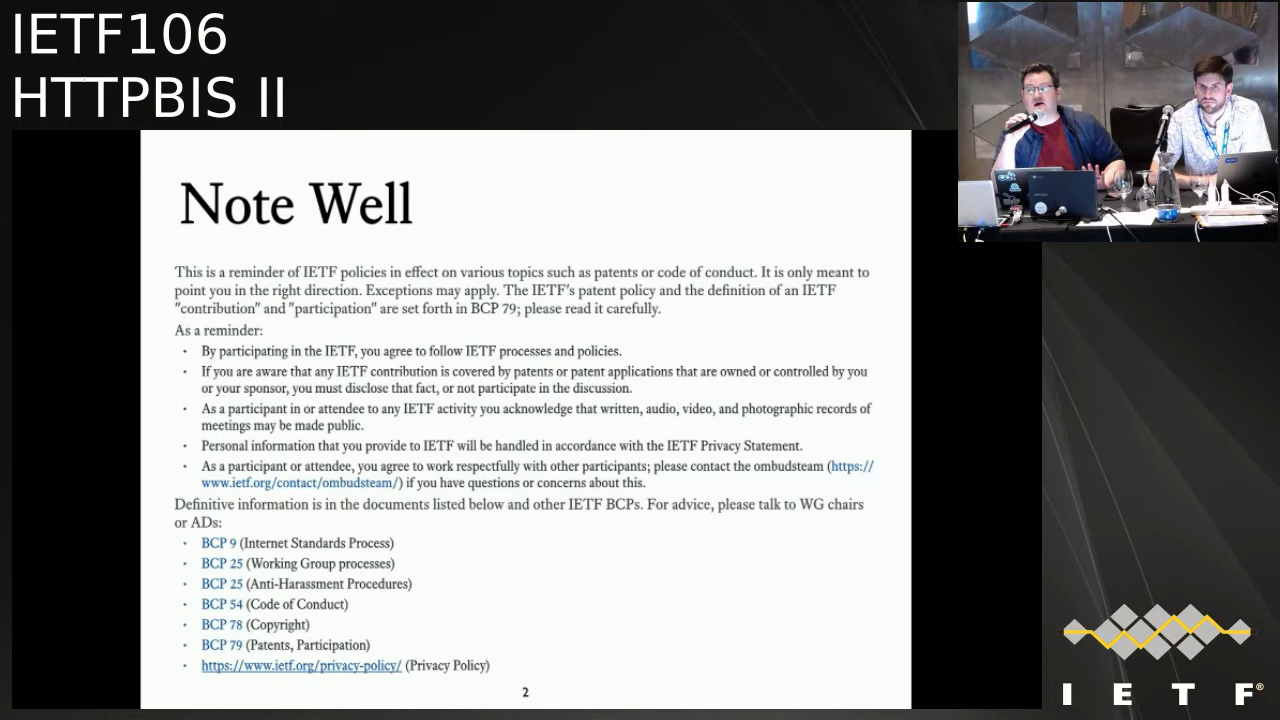 IETF106
HTTPBIS II
Note Well
This is a reminder of IETF policies in effect on various topics such as patents or code of conduct. It is only meant to
point you in the right direction. Exceptions may apply. The IETF's patent policy and the definition of an IETF
"contribution" and "participation" are set forth in BCP 79; please read it carefully.
As a reminder:
· By participating in the IETF, you agree to follow IETF processes and policies.
· If you are aware that any IETF contribution is covered by patents or patent applications that are owned or controlled by you
or your sponsor, you must disclose that fact, or not participate in the discussion.
· As a participant in or attendee to any IETF activity you acknowledge that written, audio, video, and photographic records of
meetings may be made public.
· Personal information that you provide to IETF will be handled in accordance with the IETF Privacy Statement.
· As a participant or attendee, you agree to work respectfully with other participants; please contact the ombudsteam (https://
www.ietf.org/contact/ombudsteam/) if you have questions or concerns about this.
Definitive information is in the documents listed below and other IETF BCPs. For advice, please talk to WG chairs
or ADs:
· BCP 9 (Internet Standards Process)
· BCP 25 (Working Group processes)
· BCP 25 (Anti-Harassment Procedures)
· BCP 54 (Code of Conduct)
· BCP 78 (Copyright)
· BCP 79 (Patents, Participation)
· https://www.ietf.org/privacy-policy/ (Privacy Policy)
2
I E T F®